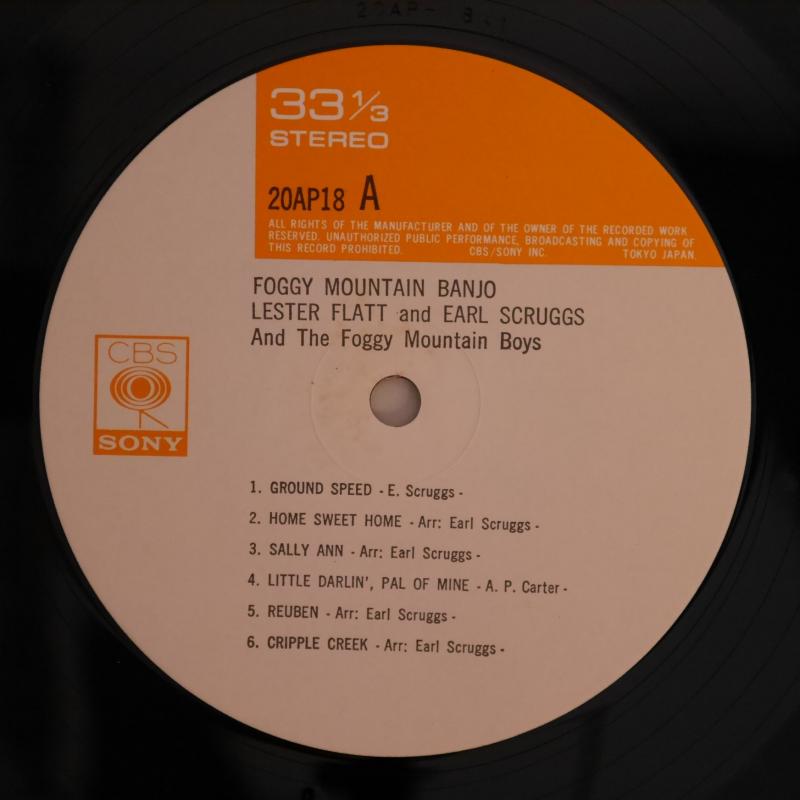 33 1/3
STEREO
20AP18 A
ALL RIGHTS OF THE MANUFACTURER AND OF THE OWNER OF THE RECORDED WORK
RESERVED. UNAUTHORIZED PUBLIC PERFORMANCE, BROADCASTING AND COPYING OF
THIS RECORD PROHIBITED. CBS/SONY INC. TOKYO JAPAN.
FOGGY MOUNTAIN BANJO
LESTER FLATT and EARL SCRUGGS
And The Foggy Mountain Boys
CBS
SONY
1. GROUND SPEED - E. Scruggs -
2. HOME SWEET HOME - Arr: Earl Scruggs -
3. SALLY ANN - Arr: Earl Scruggs -
4. LITTLE DARLIN', PAL OF MINE - A. P. Carter -
5. REUBEN - Arr: Earl Scruggs -
6. CRIPPLE CREEK - Arr: Earl Scruggs -